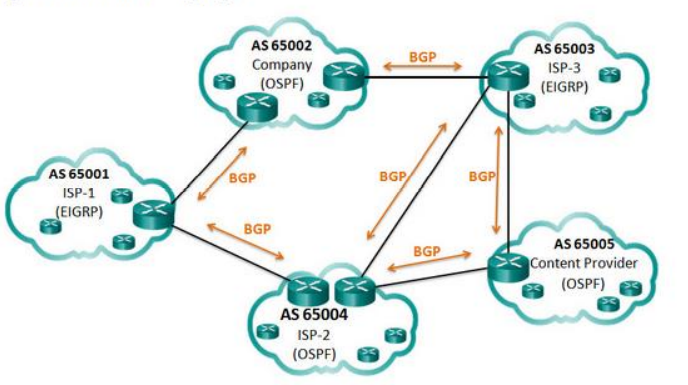 AS 65002
Company
(OSPF)
BGP
AS 65003
ISP-3
(EIGRP)
AS 65001
ISP-1
(EIGRP)
BGP
BGP
BGP
BGP
BGP
AS 65004
ISP-2
(OSPF)
AS 65005
Content Provider
(OSPF)